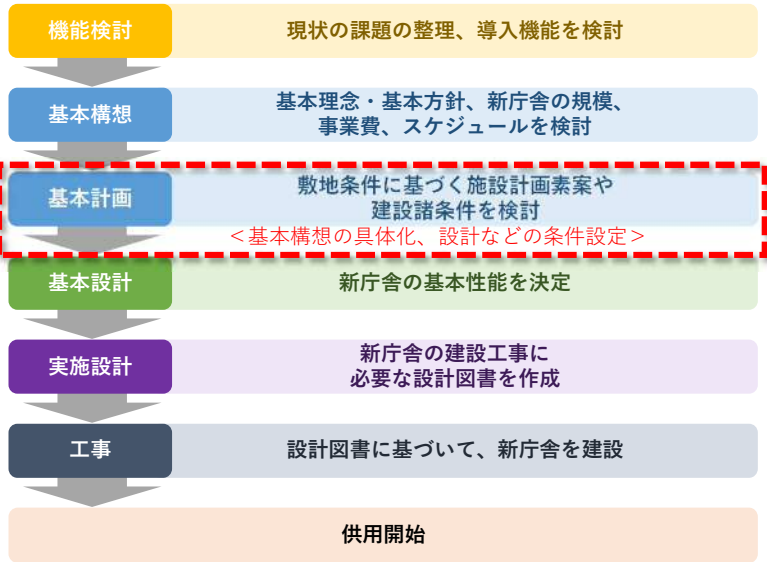 機能検討
現状の課題の整理、導入機能を検討
基本構想
基本理念・基本方針、新庁舎の規模、
事業費、スケジュールを検討
基本計画
敷地条件に基づく施設計画素案や
建設諸条件を検討
＜基本構想の具体化、設計などの条件設定＞
基本設計
新庁舎の基本性能を決定
実施設計
新庁舎の建設工事に
必要な設計図書を作成
工事
設計図書に基づいて、新庁舎を建設
供用開始